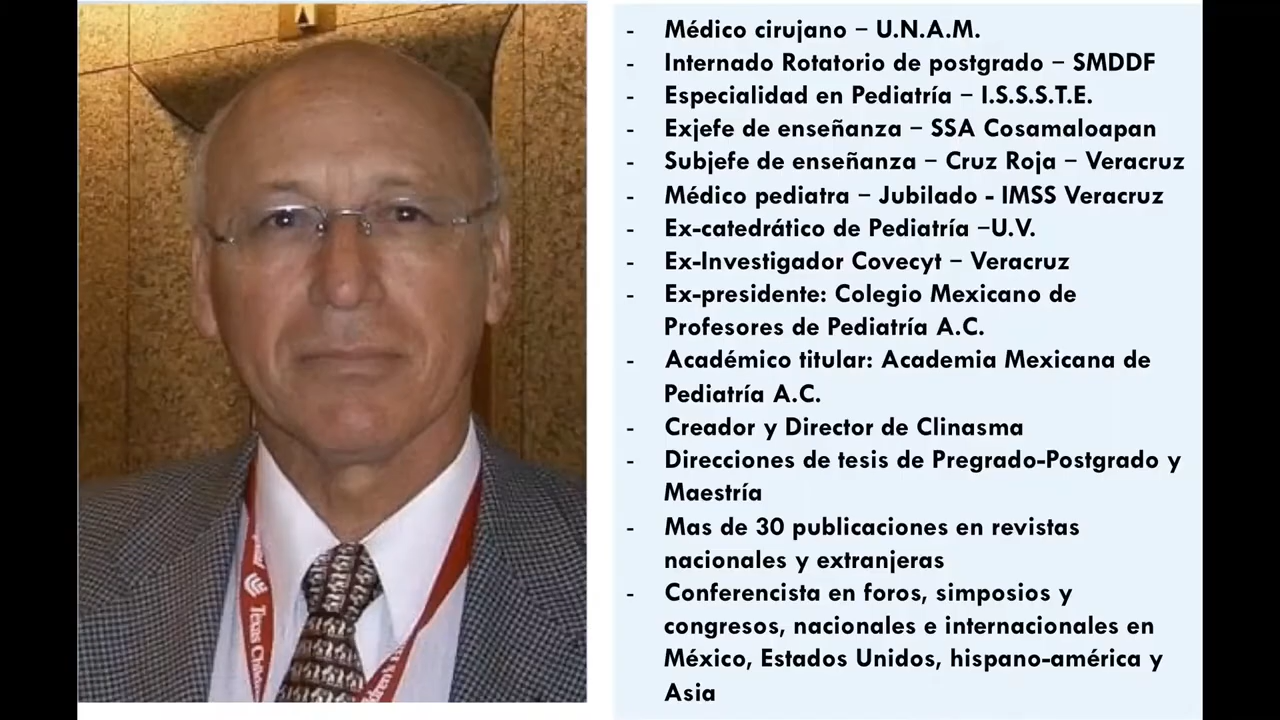 - Médico cirujano – U.N.A.M.
- Internado Rotatorio de postgrado – SMDDF
- Especialidad en Pediatría – I.S.S.S.T.E.
- Exjefe de enseñanza – SSA Cosamaloapan
- Subjefe de enseñanza – Cruz Roja – Veracruz
- Médico pediatra – Jubilado - IMSS Veracruz
- Ex-catedrático de Pediatría –U.V.
- Ex-Investigador Covecyt – Veracruz
- Ex-presidente: Colegio Mexicano de
Profesores de Pediatría A.C.
- Académico titular: Academia Mexicana de
Pediatría A.C.
- Creador y Director de Clinasma
- Direcciones de tesis de Pregrado-Postgrado y
Maestría
- Mas de 30 publicaciones en revistas
nacionales y extranjeras
- Conferencista en foros, simposios y
congresos, nacionales e internacionales en
México, Estados Unidos, hispano-américa y
Asia
Texas